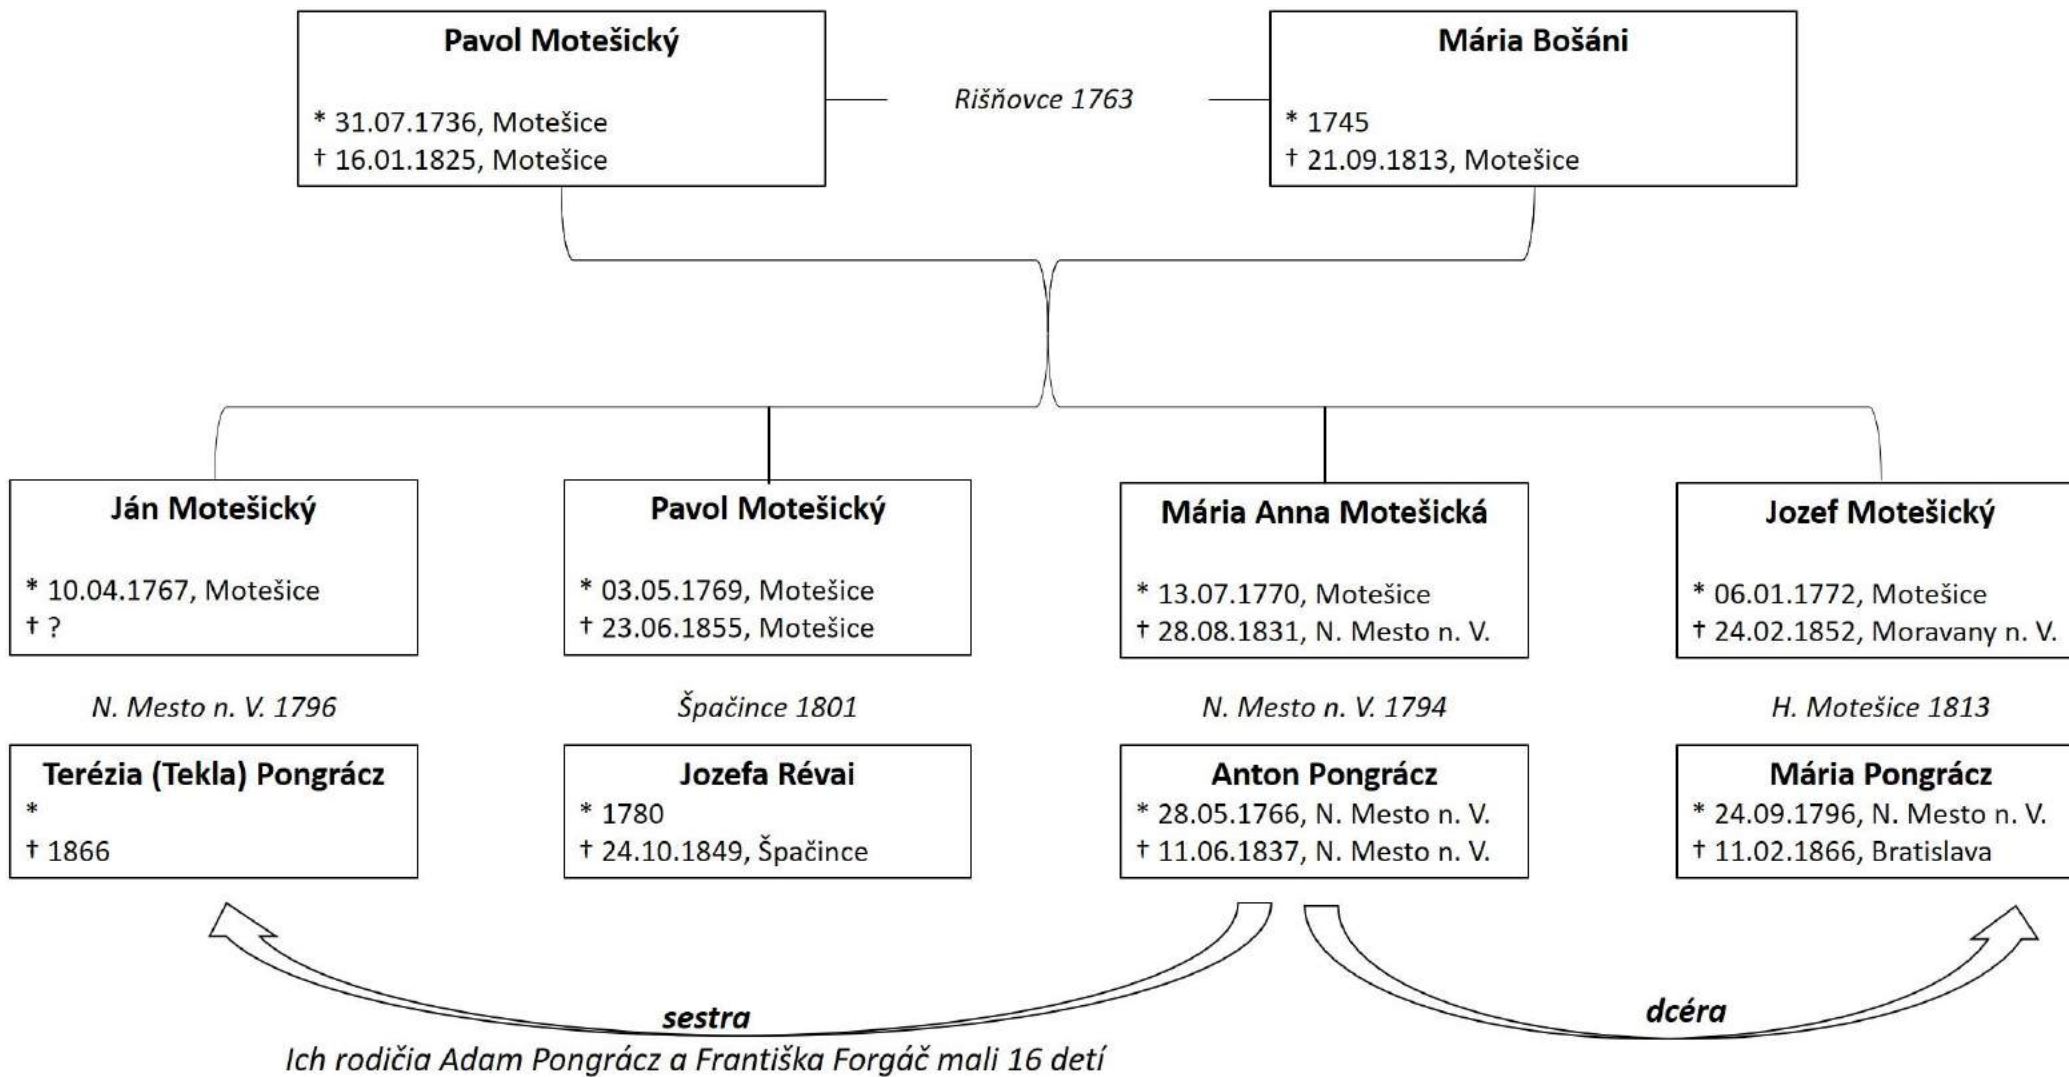 Pavol Motešický
* 31.07.1736, Motešice
† 16.01.1825, Motešice
Rišňovce 1763
Mária Bošáni
* 1745
† 21.09.1813, Motešice
Ján Motešický
* 10.04.1767, Motešice
† ?
N. Mesto n. V. 1796
Terézia (Tekla) Pongrácz
*
† 1866
Pavol Motešický
* 03.05.1769, Motešice
† 23.06.1855, Motešice
Špačince 1801
Jozefa Révai
* 1780
† 24.10.1849, Špačince
Mária Anna Motešická
* 13.07.1770, Motešice
† 28.08.1831, N. Mesto n. V.
N. Mesto n. V. 1794
Anton Pongrácz
* 28.05.1766, N. Mesto n. V.
† 11.06.1837, N. Mesto n. V.
Jozef Motešický
* 06.01.1772, Motešice
† 24.02.1852, Moravany n. V.
H. Motešice 1813
Mária Pongrácz
* 24.09.1796, N. Mesto n. V.
† 11.02.1866, Bratislava
sestra
dcéra
Ich rodičia Adam Pongrácz a Františka Forgáč mali 16 detí